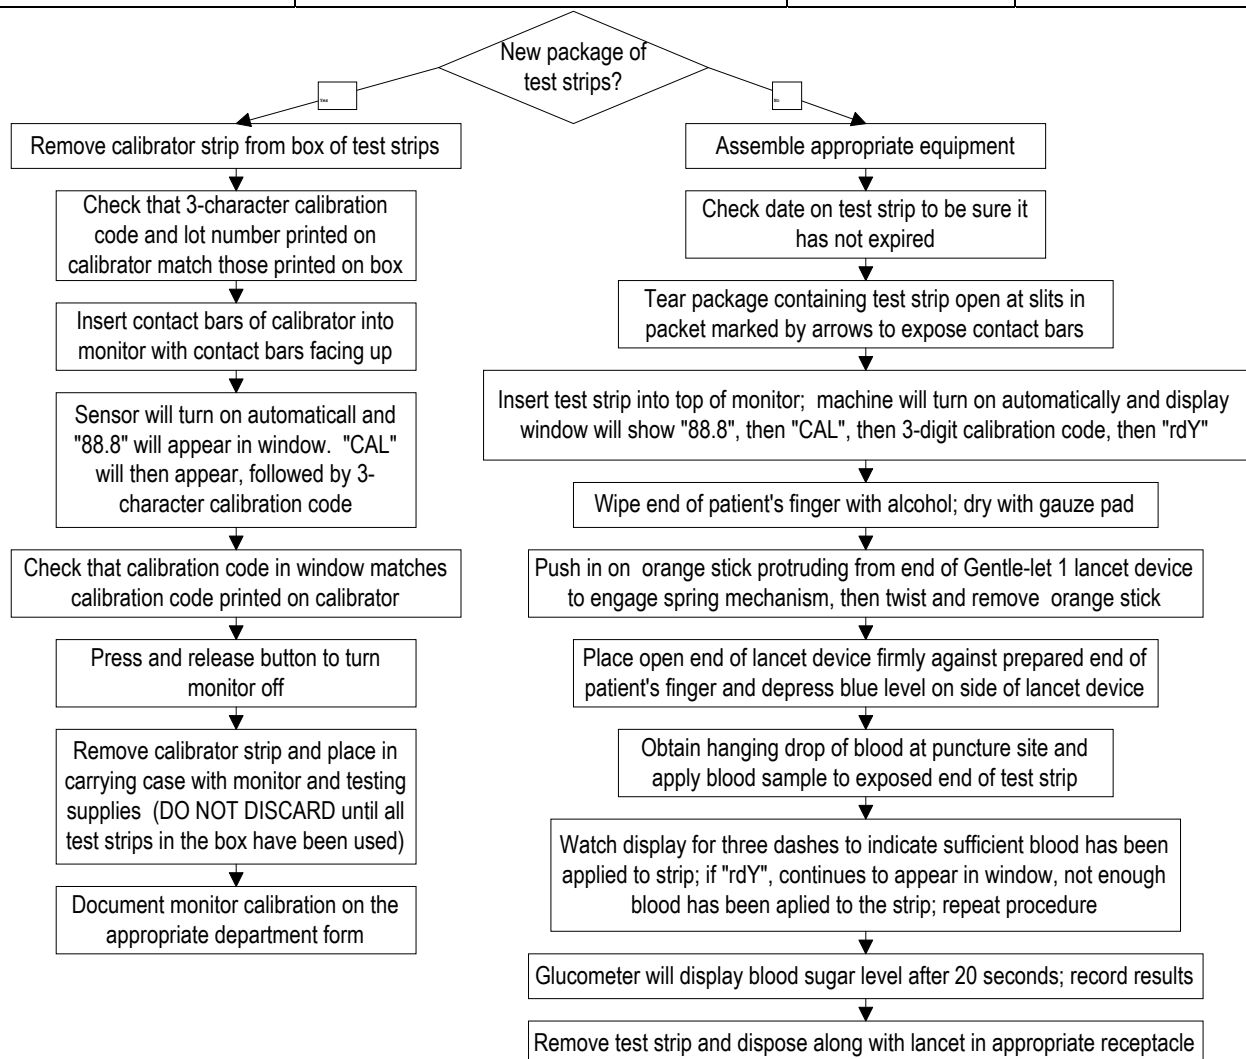 New package of
test strips?
Yes
No
Remove calibrator strip from box of test strips
Check that 3-character calibration
code and lot number printed on
calibrator match those printed on box
Insert contact bars of calibrator into
monitor with contact bars facing up
Sensor will turn on automaticall and
"88.8" will appear in window.  "CAL"
will then appear, followed by 3-
character calibration code
Check that calibration code in window matches
calibration code printed on calibrator
Press and release button to turn
monitor off
Remove calibrator strip and place in
carrying case with monitor and testing
supplies  (DO NOT DISCARD until all
test strips in the box have been used)
Document monitor calibration on the
appropriate department form
Assemble appropriate equipment
Check date on test strip to be sure it
has not expired
Tear package containing test strip open at slits in
packet marked by arrows to expose contact bars
Insert test strip into top of monitor;  machine will turn on automatically and display
window will show "88.8", then "CAL", then 3-digit calibration code, then "rdY"
Wipe end of patient's finger with alcohol; dry with gauze pad
Push in on  orange stick protruding from end of Gentle-let 1 lancet device
to engage spring mechanism, then twist and remove  orange stick
Place open end of lancet device firmly against prepared end of
patient's finger and depress blue level on side of lancet device
Obtain hanging drop of blood at puncture site and
apply blood sample to exposed end of test strip
Watch display for three dashes to indicate sufficient blood has been
applied to strip; if "rdY", continues to appear in window, not enough
blood has been aplied to the strip; repeat procedure
Glucometer will display blood sugar level after 20 seconds; record results
Remove test strip and dispose along with lancet in appropriate receptacle